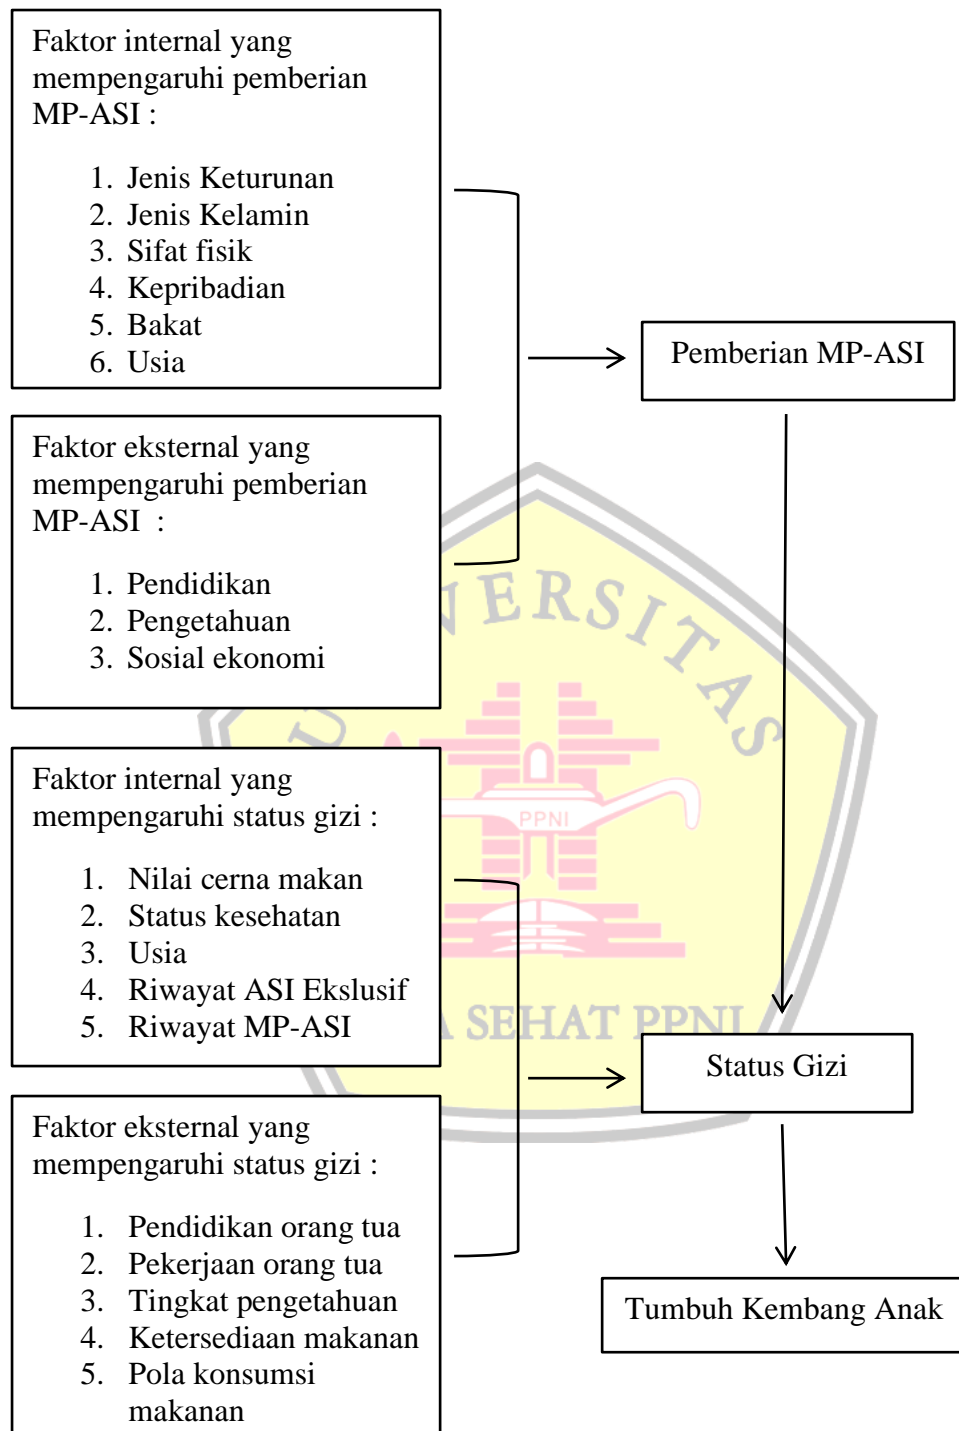 Faktor internal yang
mempengaruhi pemberian
MP-ASI :
1. Jenis Keturunan
2. Jenis Kelamin
3. Sifat fisik
4. Kepribadian
5. Bakat
6. Usia
Pemberian MP-ASI
Faktor eksternal yang
mempengaruhi pemberian
MP-ASI :
1. Pendidikan
2. Pengetahuan
3. Sosial ekonomi
UNIVERSITAS
PPNI
Faktor internal yang
mempengaruhi status gizi :
1. Nilai cerna makan
2. Status kesehatan
3. Usia
4. Riwayat ASI Ekslusif
5. Riwayat MP-ASI
SEHAT PPNI
Status Gizi
Faktor eksternal yang
mempengaruhi status gizi :
1. Pendidikan orang tua
2. Pekerjaan orang tua
3. Tingkat pengetahuan
4. Ketersediaan makanan
5. Pola konsumsi
makanan
Tumbuh Kembang Anak